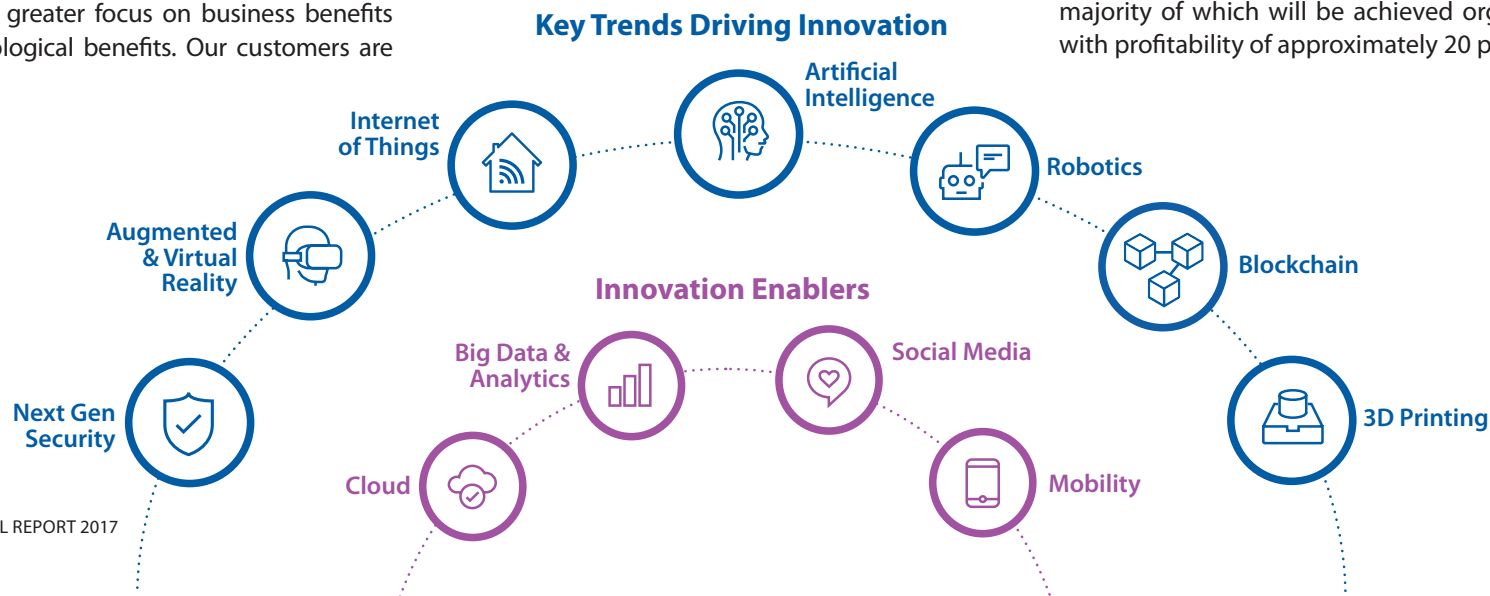 greater focus on business benefits
ological benefits. Our customers are
Key Trends Driving Innovation
majority of which will be achieved
with profitability of approximately 20
Artificial
Intelligence
Internet
of Things
Robotics
Augmented
& Virtual
Reality
Blockchain
Innovation Enablers
Big Data &
Analytics
Social Media
Next Gen
Security
3D Printing
Cloud
Mobility
L REPORT 2017